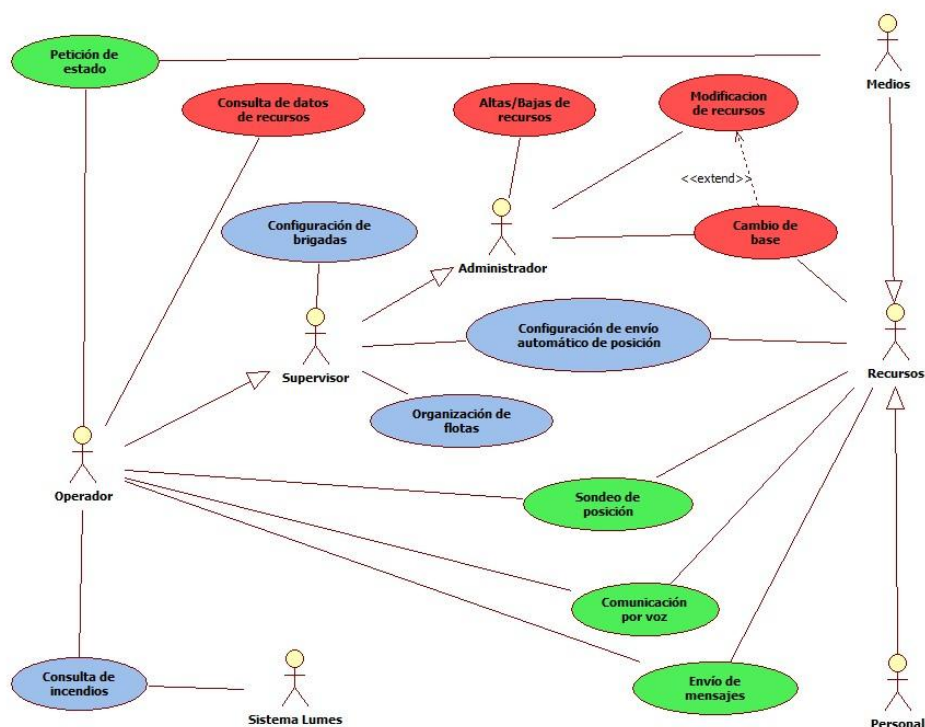 Petición de
estado
Medios
Consulta de datos
de recursos
Altas/Bajas de
recursos
Modificacion
de recursos
<<extend>>
Configuración de
brigadas
Administrador
Cambio de
base
Supervisor
Configuración de envío
automático de posición
Recursos
Organización de
flotas
Operador
Sondeo de
posición
Comunicación
por voz
Consulta de
incendios
Sistema Lumes
Envío de
mensajes
Personal